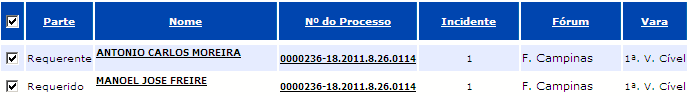 Parte Nome Nº do Processo Incidente Fórum Vara
Requerente ANTONIO CARLOS MOREIRA 0000236-18.2011.8.26.0114 1 F. Campinas 1ª. V. Cível
Requerido MANOEL JOSE FREIRE 0000236-18.2011.8.26.0114 1 F. Campinas 1ª. V. Cível